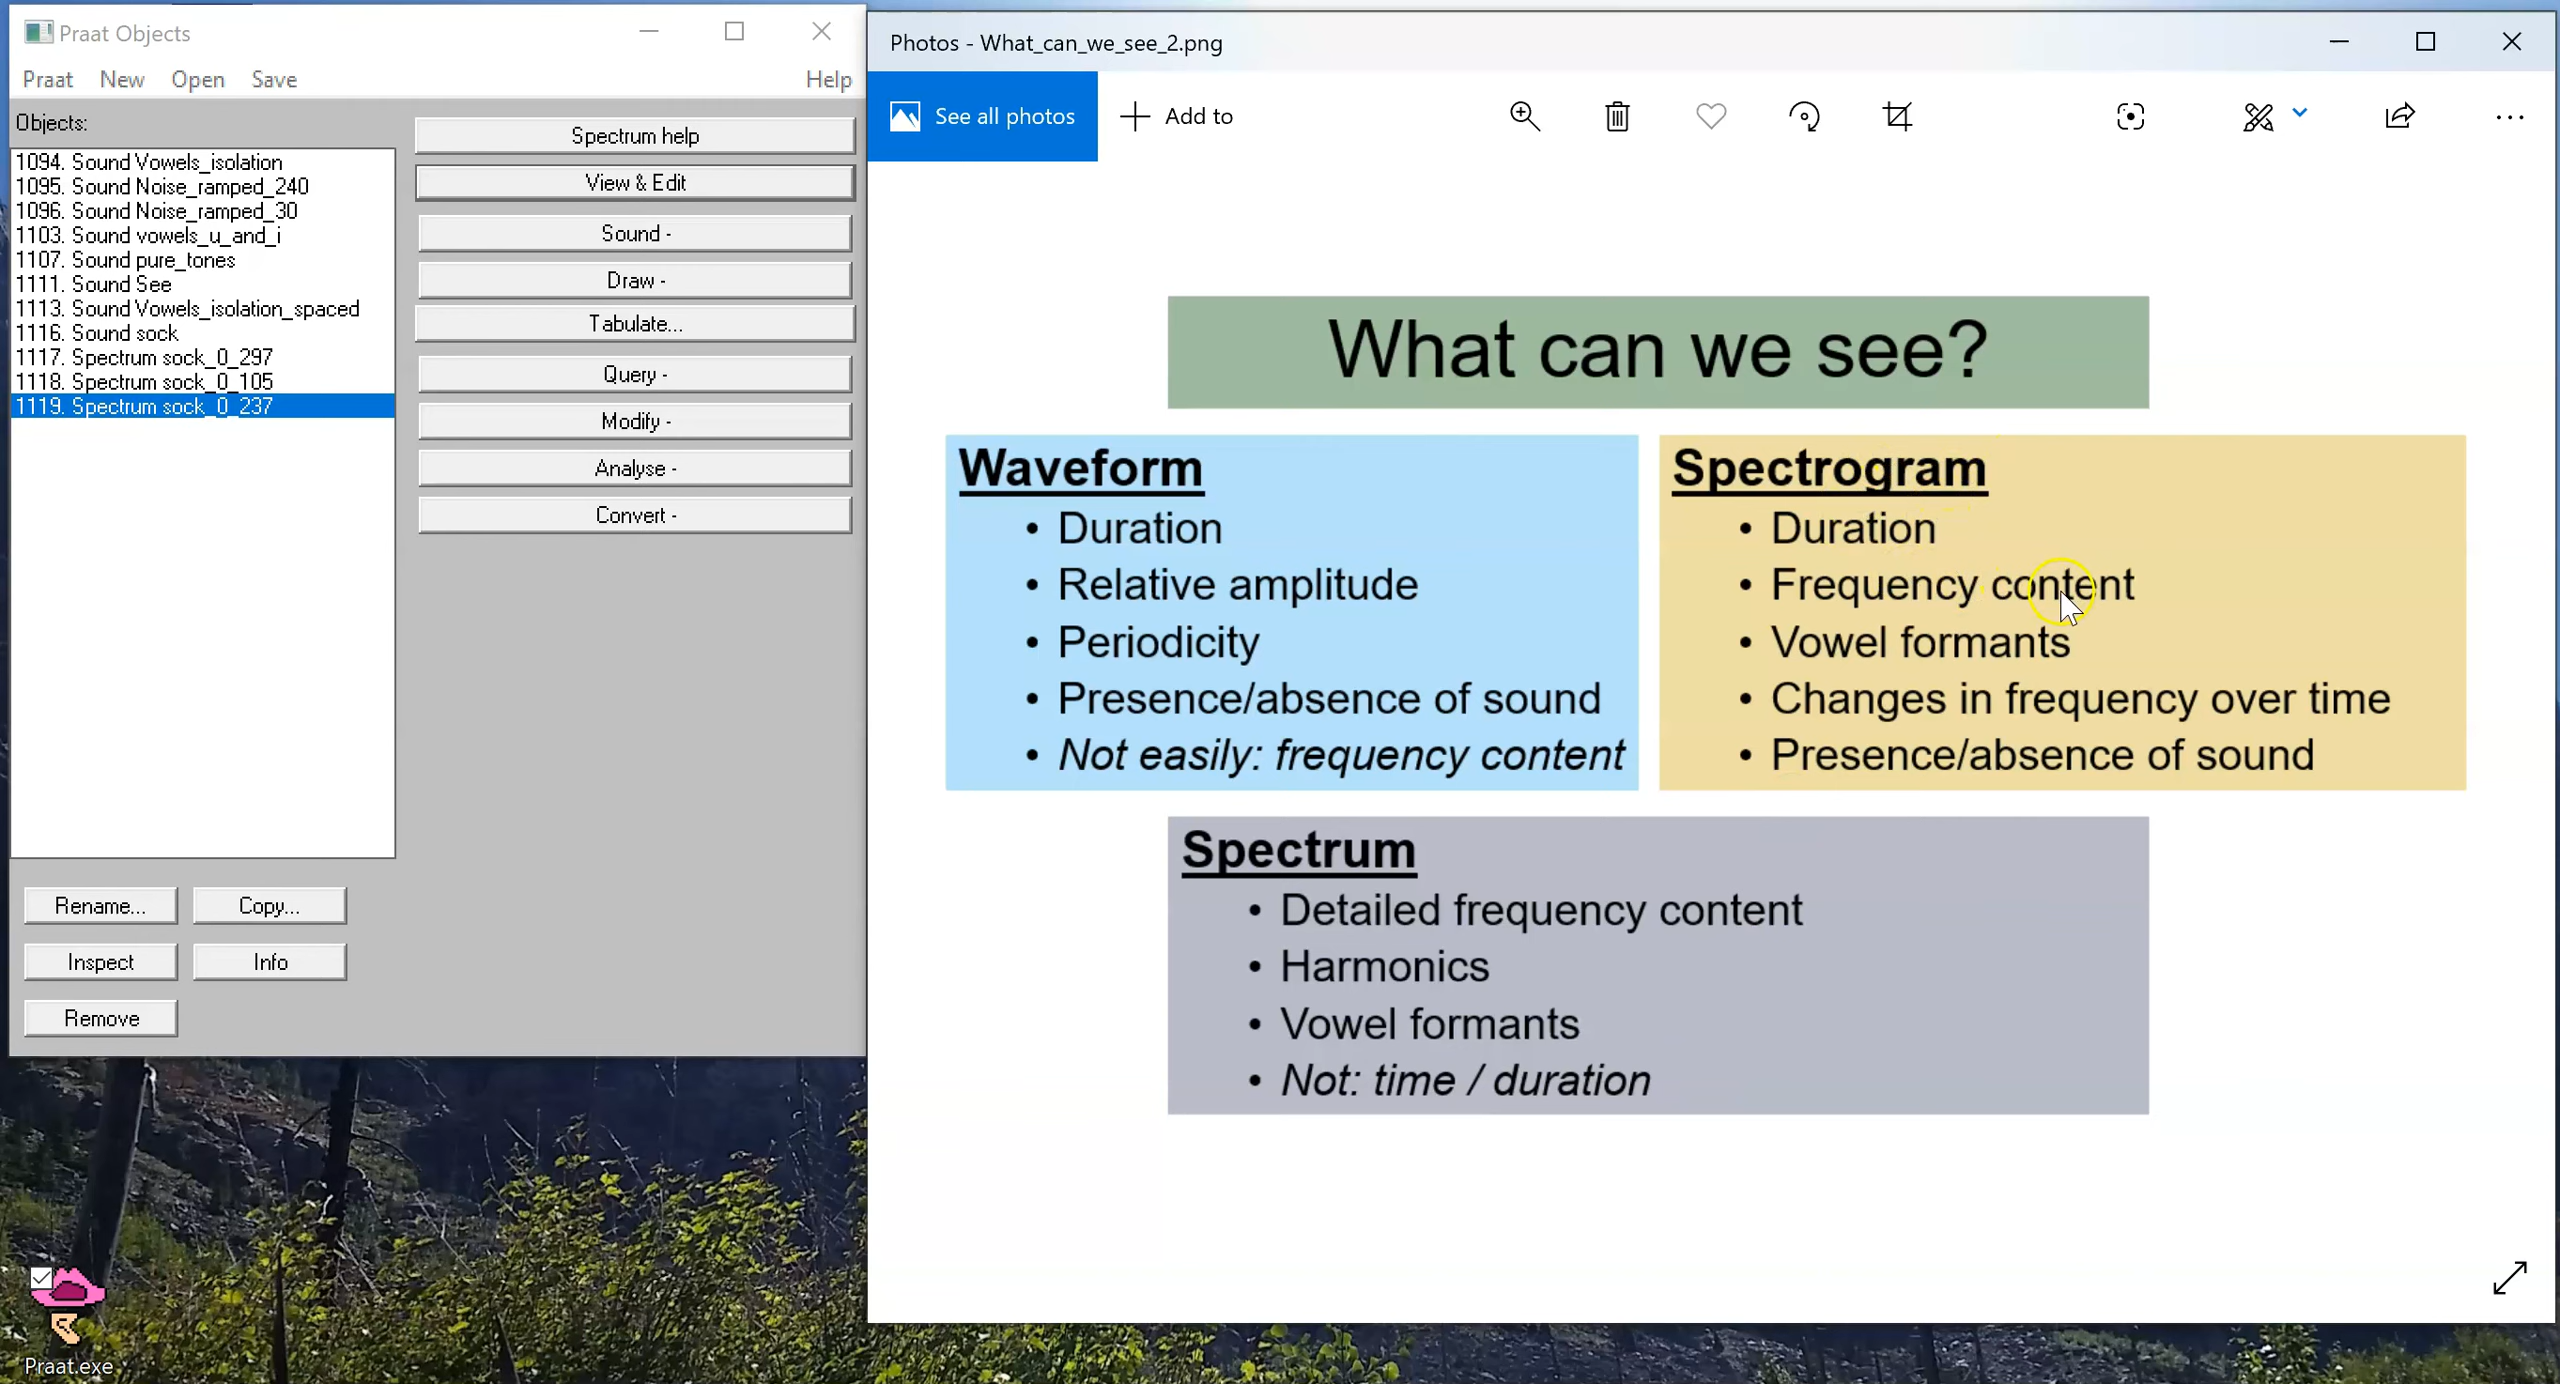 Praat Objects
Praat New Open Save Help
Objects:
1094. Sound Vowels_isolation
1095. Sound Noise_ramped_240
1096. Sound Noise_ramped_30
1103. Sound vowels_u_and_i
1107. Sound pure_tones
1111. Sound See
1113. Sound Vowels_isolation_spaced
1116. Sound sock
1117. Spectrum sock_0_297
1118. Spectrum sock_0_105
1119. Spectrum sock_0_237
Spectrum help
View & Edit
Sound -
Draw -
Tabulate...
Query -
Modify -
Analyse -
Convert -
Rename... Copy...
Inspect Info
Remove
Praat.exe
Photos - What_can_we_see_2.png
See all photos Add to
What can we see?
Waveform
• Duration
• Relative amplitude
• Periodicity
• Presence/absence of sound
• Not easily: frequency content
Spectrogram
• Duration
• Frequency content
• Vowel formants
• Changes in frequency over time
• Presence/absence of sound
Spectrum
• Detailed frequency content
• Harmonics
• Vowel formants
• Not: time / duration